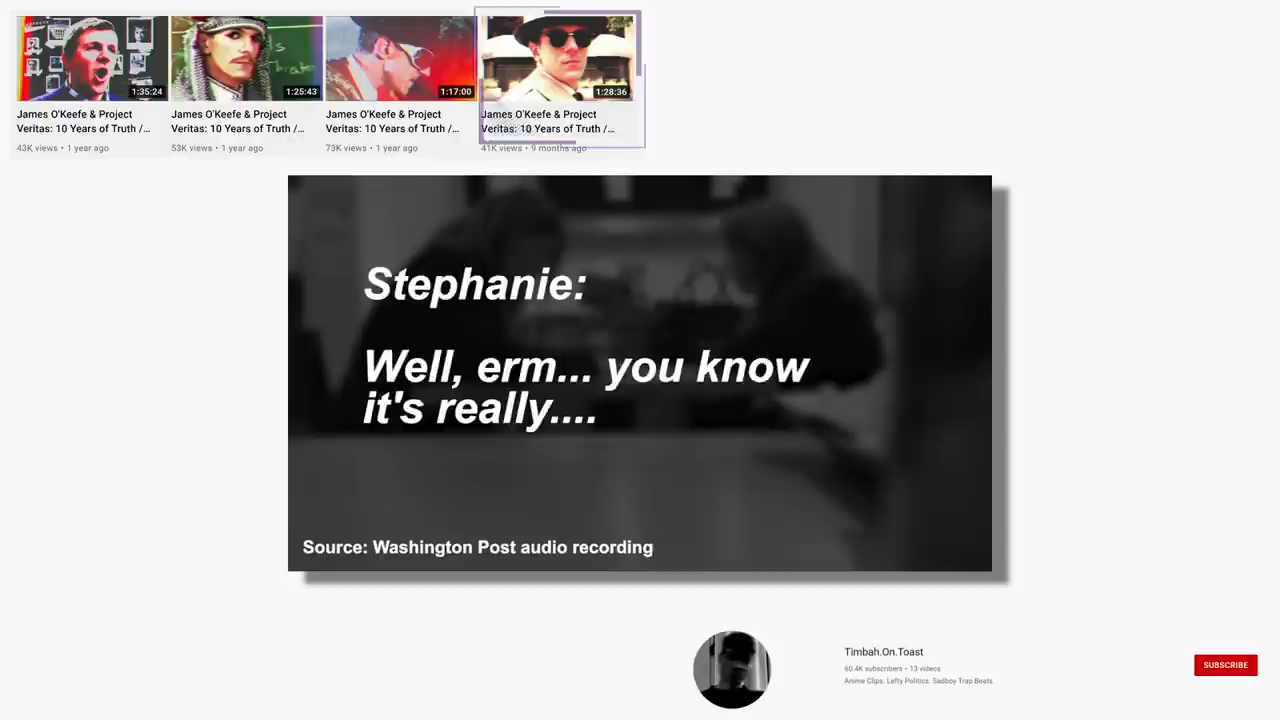 1:35:24
1:25:43
1:17:00
1:28:36
James O'Keefe & Project
Veritas: 10 Years of Truth /...
43K views • 1 year ago
James O'Keefe & Project
Veritas: 10 Years of Truth /...
53K views • 1 year ago
James O'Keefe & Project
Veritas: 10 Years of Truth /...
73K views • 1 year ago
James O'Keefe & Project
Veritas: 10 Years of Truth /...
41K views • 9 months ago
Stephanie:
Well, erm... you know
it's really....
Source: Washington Post audio recording
Timbah.On.Toast
60.4K subscribers • 13 videos
Anime Clips. Lefty Politics. Sadboy Trap Beats.
SUBSCRIBE